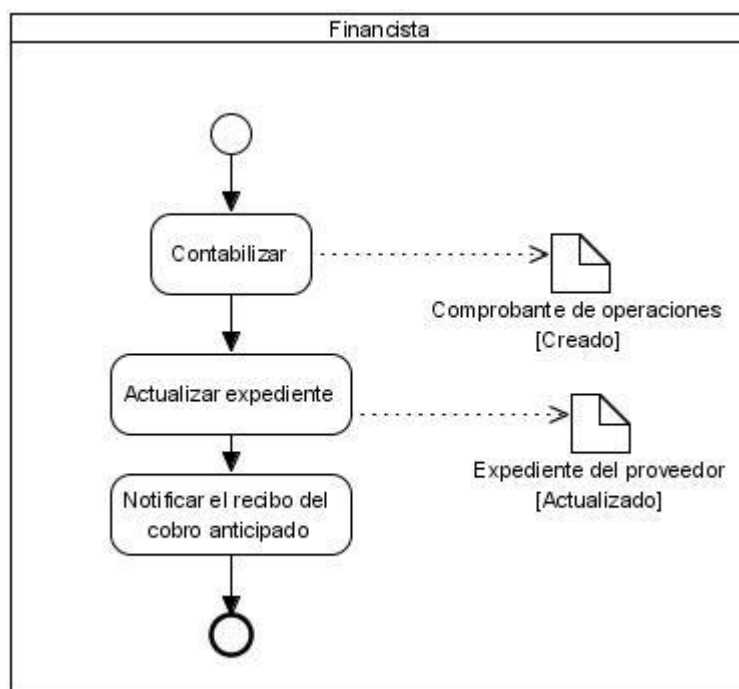 Financista
Contabilizar
Comprobante de operaciones
[Creado]
Actualizar expediente
Expediente del proveedor
[Actualizado]
Notificar el recibo del
cobro anticipado